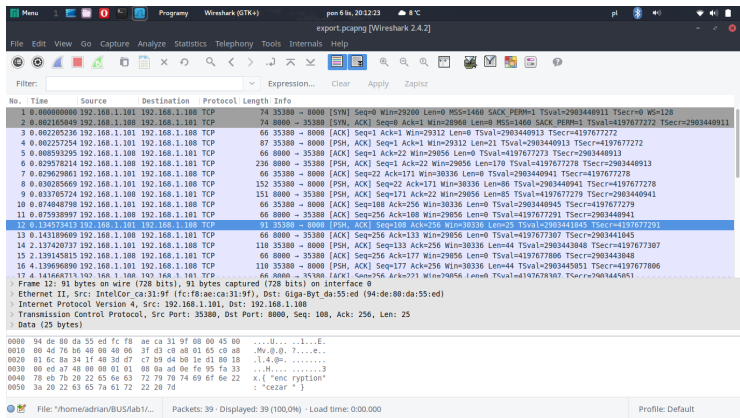 Menu 1 Programy Wireshark (GTK+) pon 6 lis, 20:12:23 8 °C pl
export.pcapng [Wireshark 2.4.2]
File Edit View Go Capture Analyze Statistics Telephony Tools Internals Help
Filter: Expression... Clear Apply Zapisz
No. Time Source Destination Protocol Length Info
1 0.000000000 192.168.1.101 192.168.1.108 TCP 74 35380 → 8000 [SYN] Seq=0 Win=29200 Len=0 MSS=1460 SACK_PERM=1 TSval=2903440911 TSecr=0 WS=128
2 0.002165049 192.168.1.108 192.168.1.101 TCP 74 8000 → 35380 [SYN, ACK] Seq=0 Ack=1 Win=28960 Len=0 MSS=1460 SACK_PERM=1 TSval=4197677272 TSecr=2903440911
3 0.002205236 192.168.1.101 192.168.1.108 TCP 66 35380 → 8000 [ACK] Seq=1 Ack=1 Win=29312 Len=0 TSval=2903440913 TSecr=4197677272
4 0.002257254 192.168.1.101 192.168.1.108 TCP 87 35380 → 8000 [PSH, ACK] Seq=1 Ack=1 Win=29312 Len=21 TSval=2903440913 TSecr=4197677272
5 0.008593295 192.168.1.108 192.168.1.101 TCP 66 8000 → 35380 [ACK] Seq=1 Ack=22 Win=29056 Len=0 TSval=4197677273 TSecr=2903440913
6 0.029578214 192.168.1.108 192.168.1.101 TCP 236 8000 → 35380 [PSH, ACK] Seq=1 Ack=22 Win=29056 Len=170 TSval=4197677278 TSecr=2903440913
7 0.029629861 192.168.1.101 192.168.1.108 TCP 66 35380 → 8000 [ACK] Seq=22 Ack=171 Win=30336 Len=0 TSval=2903440941 TSecr=4197677278
8 0.030285669 192.168.1.101 192.168.1.108 TCP 152 35380 → 8000 [PSH, ACK] Seq=22 Ack=171 Win=30336 Len=86 TSval=2903440941 TSecr=4197677278
9 0.033705724 192.168.1.108 192.168.1.101 TCP 151 8000 → 35380 [PSH, ACK] Seq=171 Ack=22 Win=29056 Len=85 TSval=4197677279 TSecr=2903440941
10 0.074048798 192.168.1.101 192.168.1.108 TCP 66 35380 → 8000 [ACK] Seq=108 Ack=256 Win=30336 Len=0 TSval=2903440945 TSecr=4197677279
11 0.075938997 192.168.1.108 192.168.1.101 TCP 66 8000 → 35380 [ACK] Seq=256 Ack=108 Win=29056 Len=0 TSval=4197677291 TSecr=2903440941
12 0.134573413 192.168.1.101 192.168.1.108 TCP 91 35380 → 8000 [PSH, ACK] Seq=108 Ack=256 Win=30336 Len=25 TSval=2903441045 TSecr=4197677291
13 0.143189609 192.168.1.108 192.168.1.101 TCP 66 8000 → 35380 [ACK] Seq=256 Ack=133 Win=29056 Len=0 TSval=4197677307 TSecr=2903441045
14 2.137420737 192.168.1.101 192.168.1.108 TCP 110 35380 → 8000 [PSH, ACK] Seq=133 Ack=256 Win=30336 Len=44 TSval=2903443048 TSecr=4197677307
15 2.139145815 192.168.1.108 192.168.1.101 TCP 66 8000 → 35380 [ACK] Seq=256 Ack=177 Win=29056 Len=0 TSval=4197677806 TSecr=2903443048
16 4.139696890 192.168.1.101 192.168.1.108 TCP 110 35380 → 8000 [PSH, ACK] Seq=177 Ack=256 Win=30336 Len=44 TSval=2903445051 TSecr=4197677806
17 4.141668713 192.168.1.108 192.168.1.101 TCP 66 8000 → 35380 [ACK] Seq=256 Ack=221 Win=29056 Len=0 TSval=4197678307 TSecr=2903445051
Frame 12: 91 bytes on wire (728 bits), 91 bytes captured (728 bits) on interface 0
Ethernet II, Src: IntelCor_ca:31:9f (fc:f8:ae:ca:31:9f), Dst: Giga-Byt_da:55:ed (94:de:80:da:55:ed)
Internet Protocol Version 4, Src: 192.168.1.101, Dst: 192.168.1.108
Transmission Control Protocol, Src Port: 35380, Dst Port: 8000, Seq: 108, Ack: 256, Len: 25
Data (25 bytes)
0000 94 de 80 da 55 ed fc f8 ae ca 31 9f 08 00 45 00 ....U... ..1...E.
0010 00 4d 76 b6 40 00 40 06 3f d3 c0 a8 01 65 c0 a8 .Mv.@.@. ?....e..
0020 01 6c 8a 34 1f 40 3d d7 c7 b9 d4 b0 1e d1 80 18 .l.4.@=. ........
0030 00 ed a7 48 00 00 01 01 08 0a ad 0e fe 95 fa 33 ...H.... .......3
0040 78 eb 7b 20 22 65 6e 63 72 79 70 74 69 6f 6e 22 x.{ "enc ryption"
0050 3a 20 22 63 65 7a 61 72 22 20 7d : "cezar " }
File: "/home/adrian/BUS/lab1/... Packets: 39 · Displayed: 39 (100,0%) · Load time: 0:00.000 Profile: Default